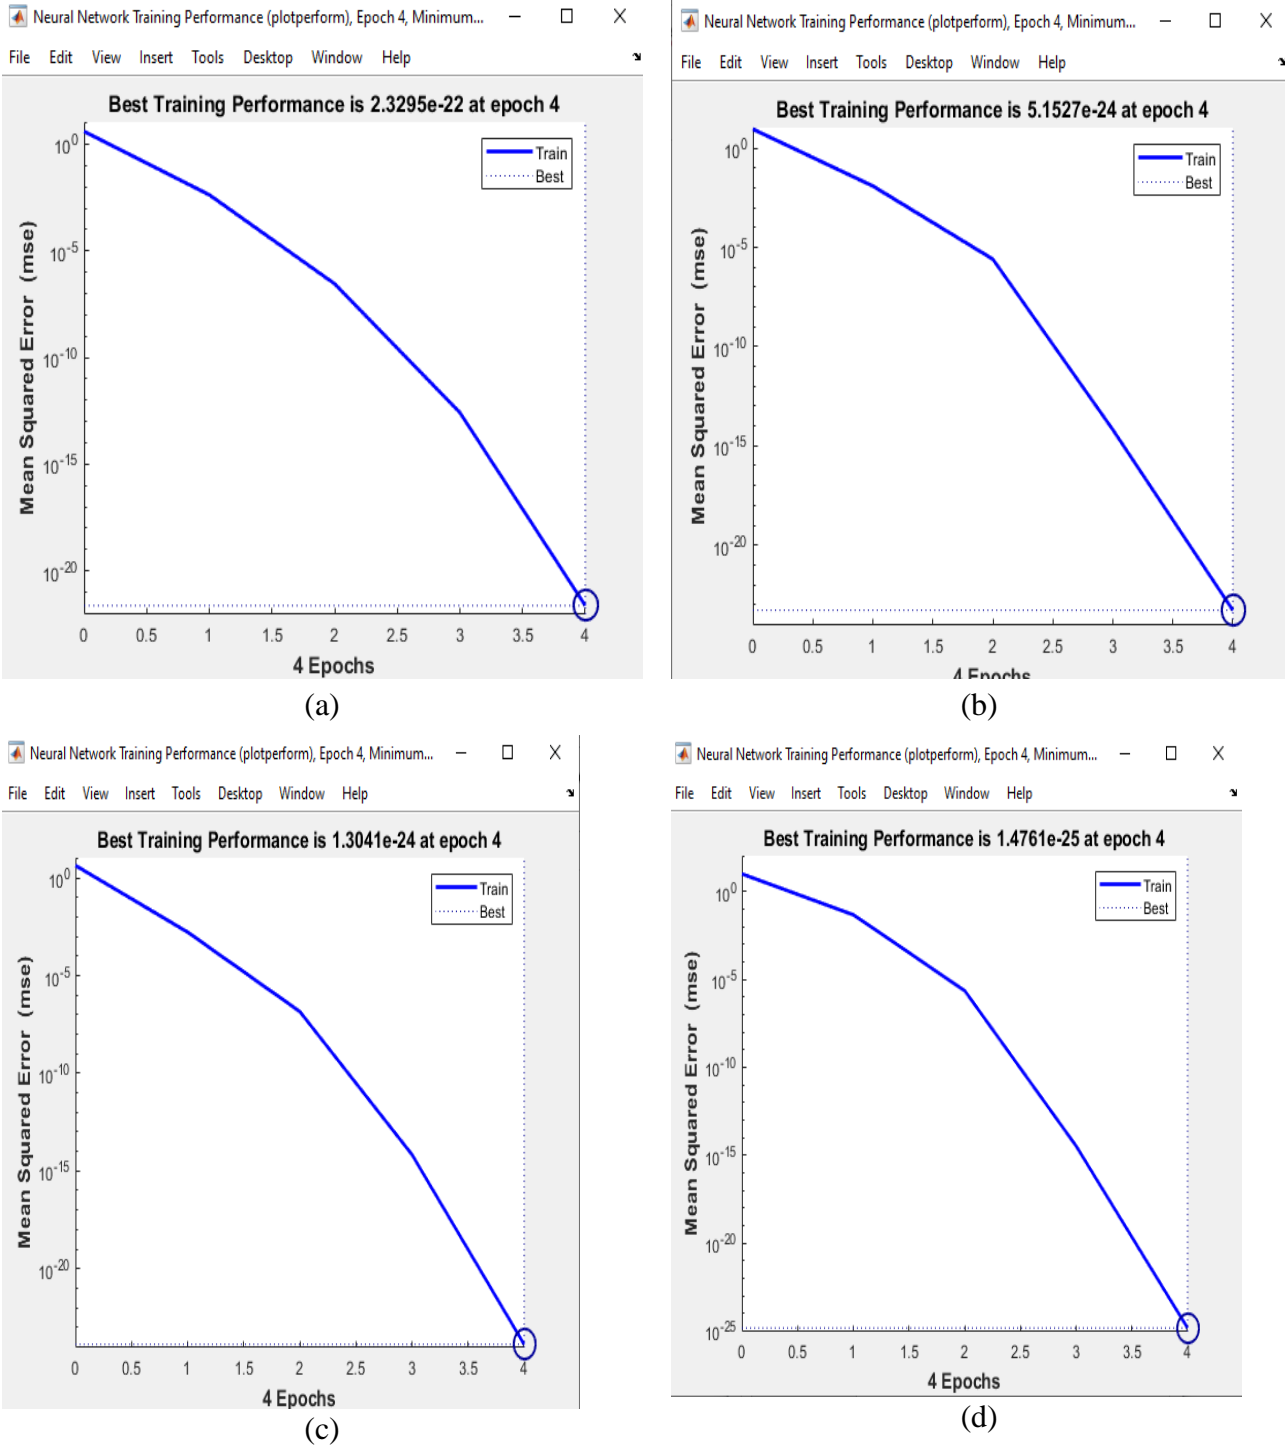 Neural Network Training Performance (plotperform), Epoch 4, Minimum...
File Edit View Insert Tools Desktop Window Help
Best Training Performance is 2.3295e-22 at epoch 4
Train
Best
10^0
10^-5
10^-10
10^-15
10^-20
Mean Squared Error (mse)
0 0.5 1 1.5 2 2.5 3 3.5 4
4 Epochs
(a)
Neural Network Training Performance (plotperform), Epoch 4, Minimum...
File Edit View Insert Tools Desktop Window Help
Best Training Performance is 5.1527e-24 at epoch 4
Train
Best
10^0
10^-5
10^-10
10^-15
10^-20
Mean Squared Error (mse)
0 0.5 1 1.5 2 2.5 3 3.5 4
4 Epochs
(b)
Neural Network Training Performance (plotperform), Epoch 4, Minimum...
File Edit View Insert Tools Desktop Window Help
Best Training Performance is 1.3041e-24 at epoch 4
Train
Best
10^0
10^-5
10^-10
10^-15
10^-20
Mean Squared Error (mse)
0 0.5 1 1.5 2 2.5 3 3.5 4
4 Epochs
(c)
Neural Network Training Performance (plotperform), Epoch 4, Minimum...
File Edit View Insert Tools Desktop Window Help
Best Training Performance is 1.4761e-25 at epoch 4
Train
Best
10^0
10^-5
10^-10
10^-15
10^-20
10^-25
Mean Squared Error (mse)
0 0.5 1 1.5 2 2.5 3 3.5 4
4 Epochs
(d)